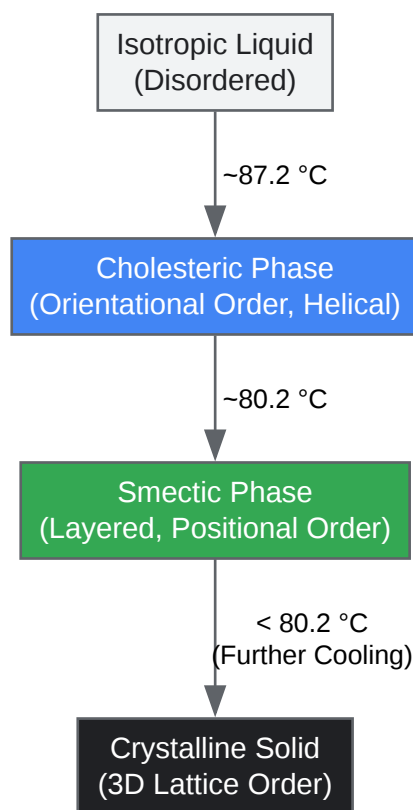 Isotropic Liquid
(Disordered)
~87.2 °C
Cholesteric Phase
(Orientational Order, Helical)
~80.2 °C
Smectic Phase
(Layered, Positional Order)
< 80.2 °C
(Further Cooling)
Crystalline Solid
(3D Lattice Order)